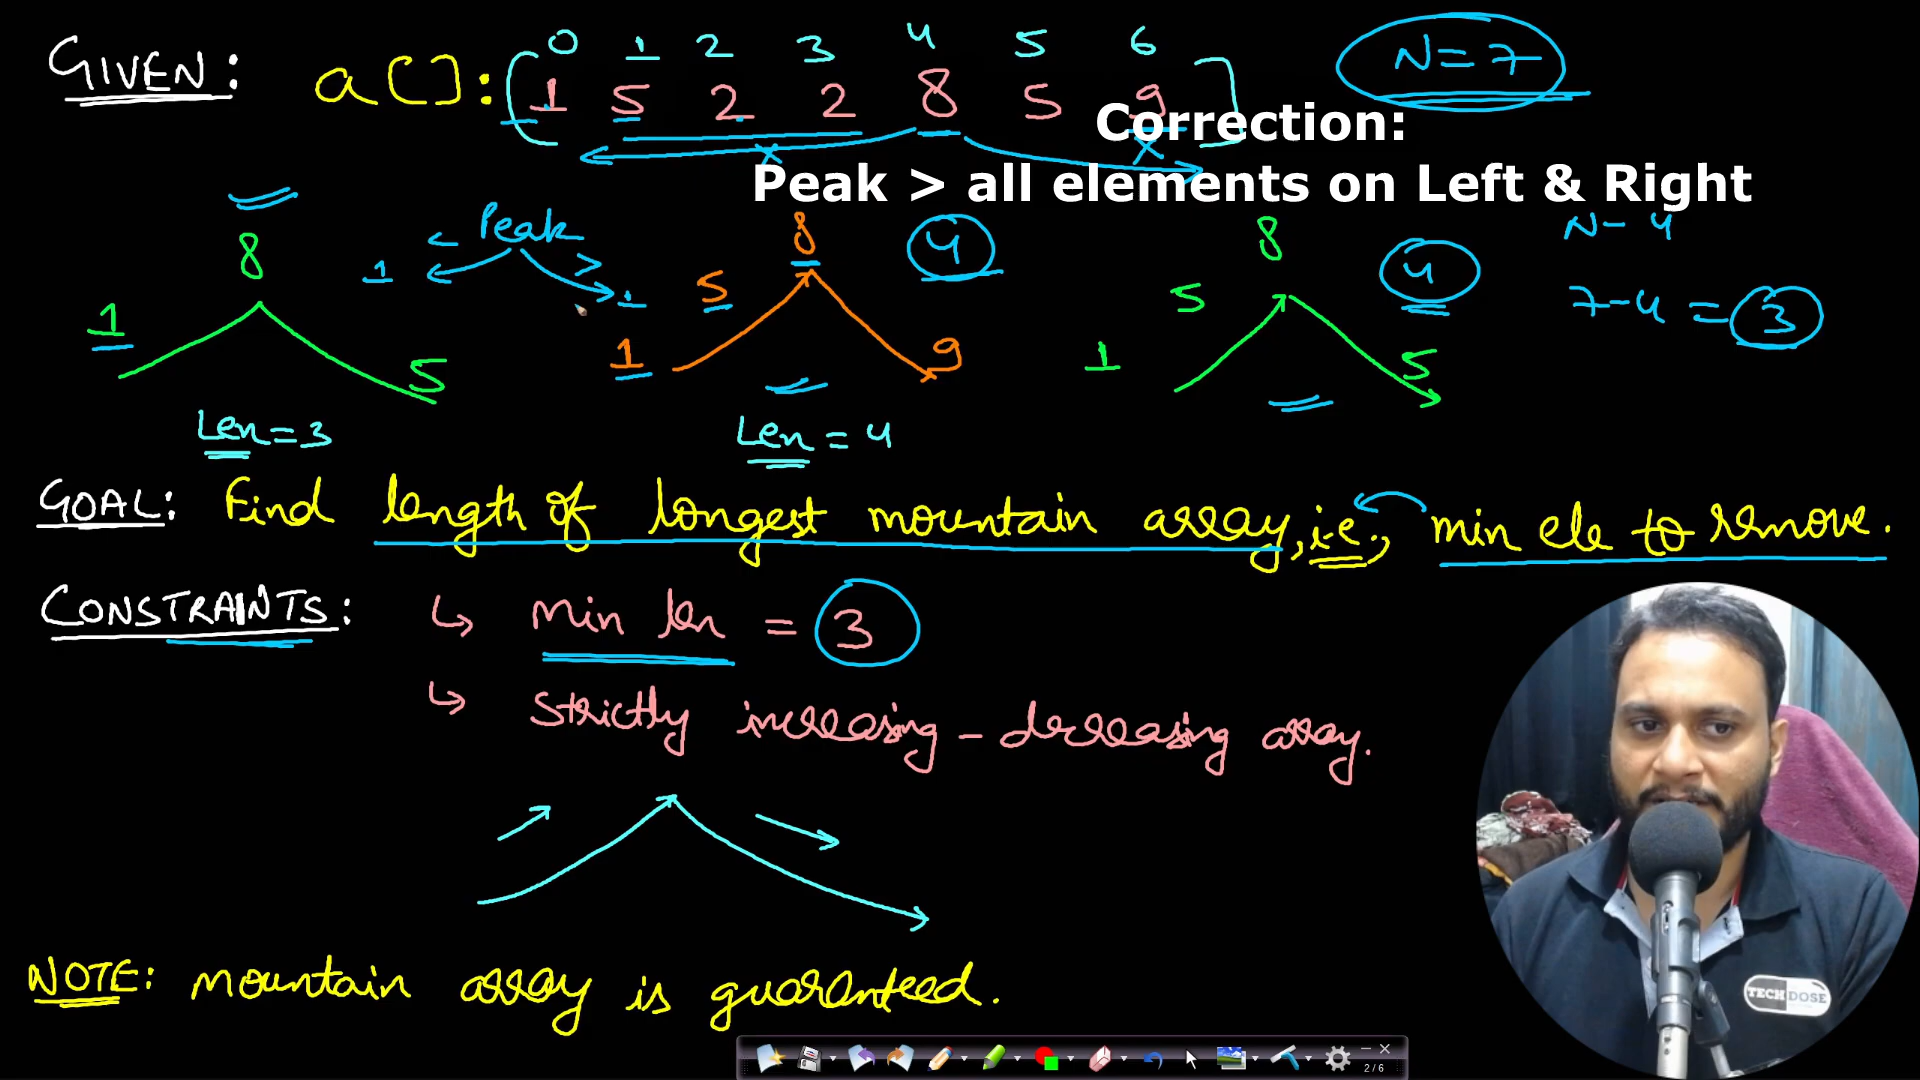 GIVEN: a[]: [1 5 2 2 8 5 9] N=7
0 1 2 3 4 5 6
Correction:
Peak > all elements on Left & Right
< Peak >
1 1
1 8 5
Len=3
1 5 8 9 4
Len=4
1 5 8 5 4
N-4
7-4=3
GOAL: Find length of longest mountain array, i.e., min ele to remove.
CONSTRAINTS: ↳ min len = 3
↳ Strictly increasing-decreasing array.
NOTE: mountain array is guaranteed.
TECH DOSE
2/6